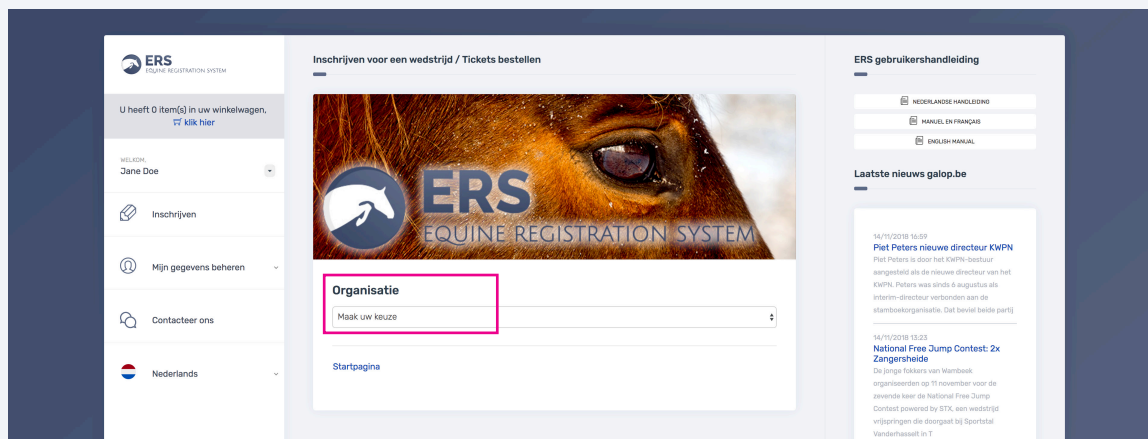 ERS
EQUINE REGISTRATION SYSTEM
U heeft 0 item(s) in uw winkelwagen,
klik hier
WELKOM,
Jane Doe
Inschrijven
Mijn gegevens beheren
Contacteer ons
Nederlands
Inschrijven voor een wedstrijd / Tickets bestellen
ERS
EQUINE REGISTRATION SYSTEM
Organisatie
Maak uw keuze
Startpagina
ERS gebruikershandleiding
NEDERLANDSE HANDLEIDING
MANUEL EN FRANÇAIS
ENGLISH MANUAL
Laatste nieuws galop.be
14/11/2018 16:59
Piet Peters nieuwe directeur KWPN
Piet Peters is door het KWPN-bestuur
aangesteld als de nieuwe directeur van het
KWPN. Peters was sinds 6 augustus als
interim-directeur verbonden aan de
stamboekorganisatie. Dat beviel beide partij
14/11/2018 13:23
National Free Jump Contest: 2x
Zangersheide
De jonge fokkers van Wambeek
organiseerden op 11 november voor de
zevende keer de National Free Jump
Contest powered by STX, een wedstrijd
vrijspringen die doorgaat bij Sportstal
Vanderhasselt in T